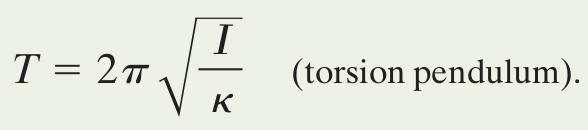 T = 2π√(I/κ) (torsion pendulum).